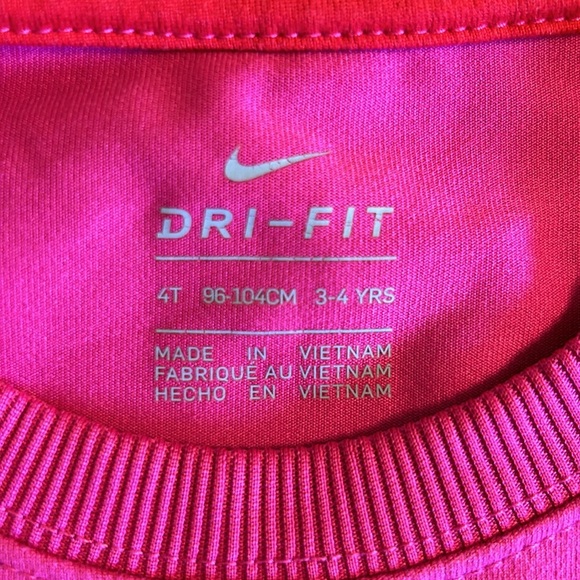 DRI-FIT
4T 96-104CM 3-4 YRS
MADE IN VIETNAM
FABRIQUÉ AU VIETNAM
HECHO EN VIETNAM